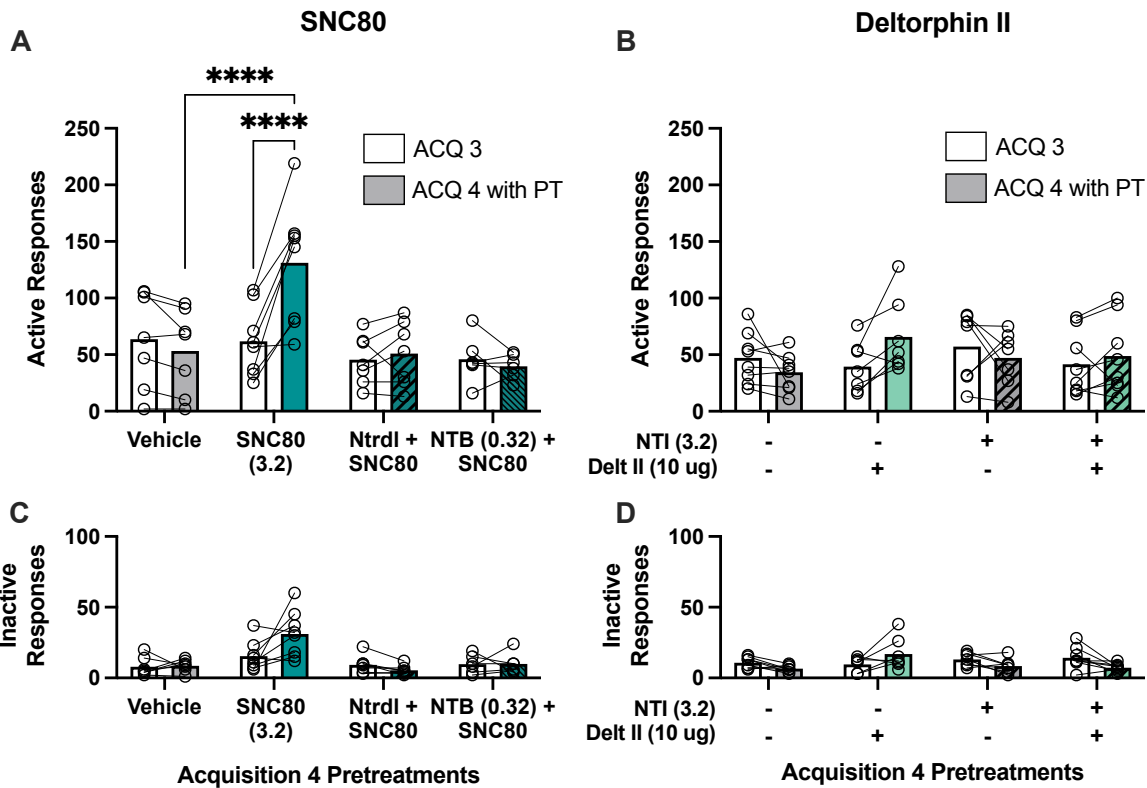 SNC80
Deltorphin II
A
B
****
****
250
200
150
100
50
0
Active Responses
ACQ 3
ACQ 4 with PT
Vehicle
SNC80
(3.2)
Ntrdl +
SNC80
NTB (0.32) +
SNC80
250
200
150
100
50
0
Active Responses
ACQ 3
ACQ 4 with PT
NTI (3.2) - - + +
Delt II (10 ug) - + - +
C
D
100
50
0
Inactive
Responses
Vehicle
SNC80
(3.2)
Ntrdl +
SNC80
NTB (0.32) +
SNC80
Acquisition 4 Pretreatments
100
50
0
Inactive
Responses
NTI (3.2) - - + +
Delt II (10 ug) - + - +
Acquisition 4 Pretreatments